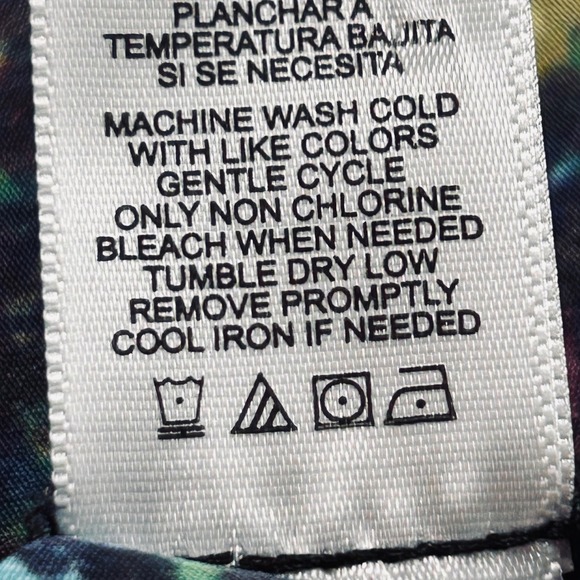 PLANCHAR A
TEMPERATURA BAJITA
SI SE NECESITA
MACHINE WASH COLD
WITH LIKE COLORS
GENTLE CYCLE
ONLY NON CHLORINE
BLEACH WHEN NEEDED
TUMBLE DRY LOW
REMOVE PROMPTLY
COOL IRON IF NEEDED